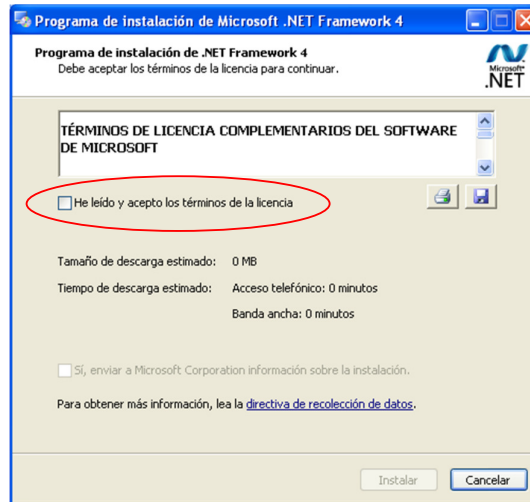 Programa de instalación de Microsoft .NET Framework 4
Programa de instalación de .NET Framework 4
Debe aceptar los términos de la licencia para continuar.
Microsoft
.NET
TÉRMINOS DE LICENCIA COMPLEMENTARIOS DEL SOFTWARE
DE MICROSOFT
He leído y acepto los términos de la licencia
Tamaño de descarga estimado: 0 MB
Tiempo de descarga estimado: Acceso telefónico: 0 minutos
Banda ancha: 0 minutos
Sí, enviar a Microsoft Corporation información sobre la instalación.
Para obtener más información, lea la directiva de recolección de datos.
Instalar Cancelar